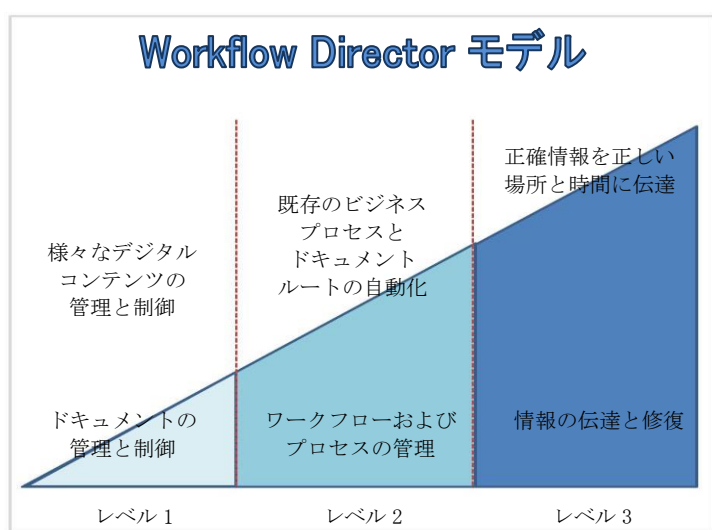 Workflow Director モデル
正確情報を正しい
場所と時間に伝達
既存のビジネス
プロセスと
ドキュメント
ルートの自動化
様々なデジタル
コンテンツの
管理と制御
ドキュメントの
管理と制御
ワークフローおよび
プロセスの管理
情報の伝達と修復
レベル 1
レベル 2
レベル 3